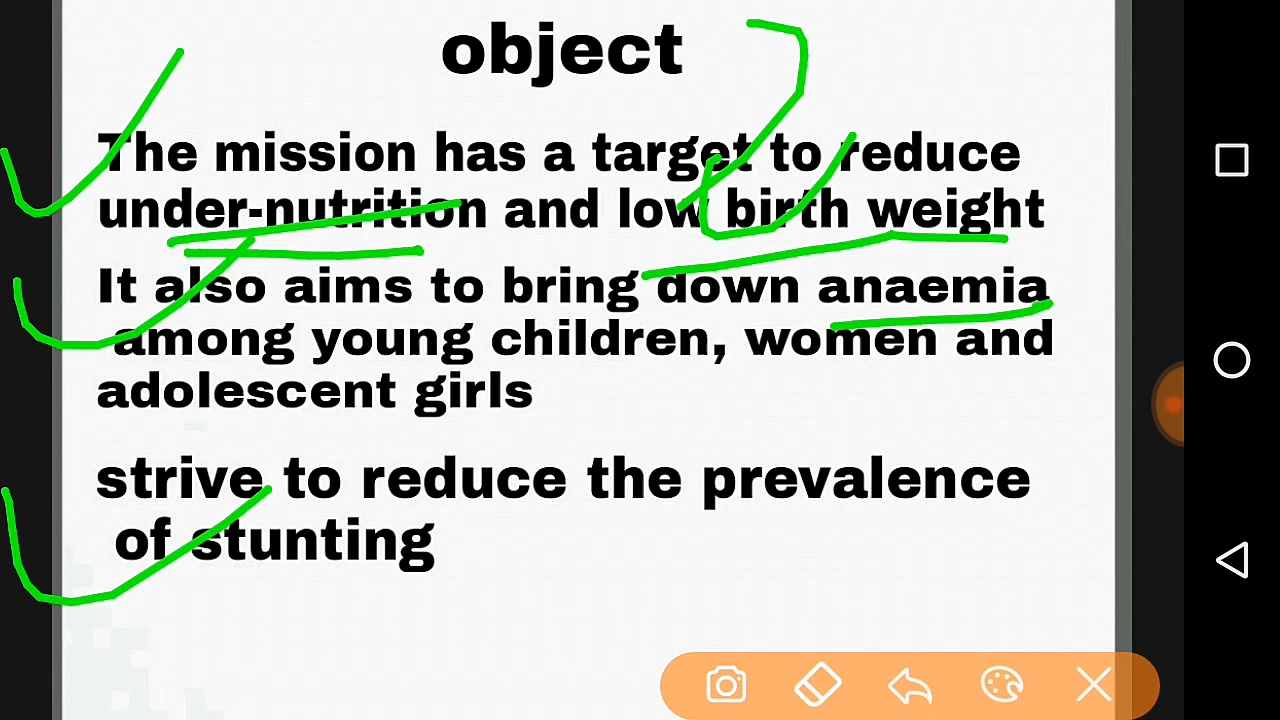 object
The mission has a target to reduce
under-nutrition and low birth weight
It also aims to bring down anaemia
among young children, women and
adolescent girls
strive to reduce the prevalence
of stunting